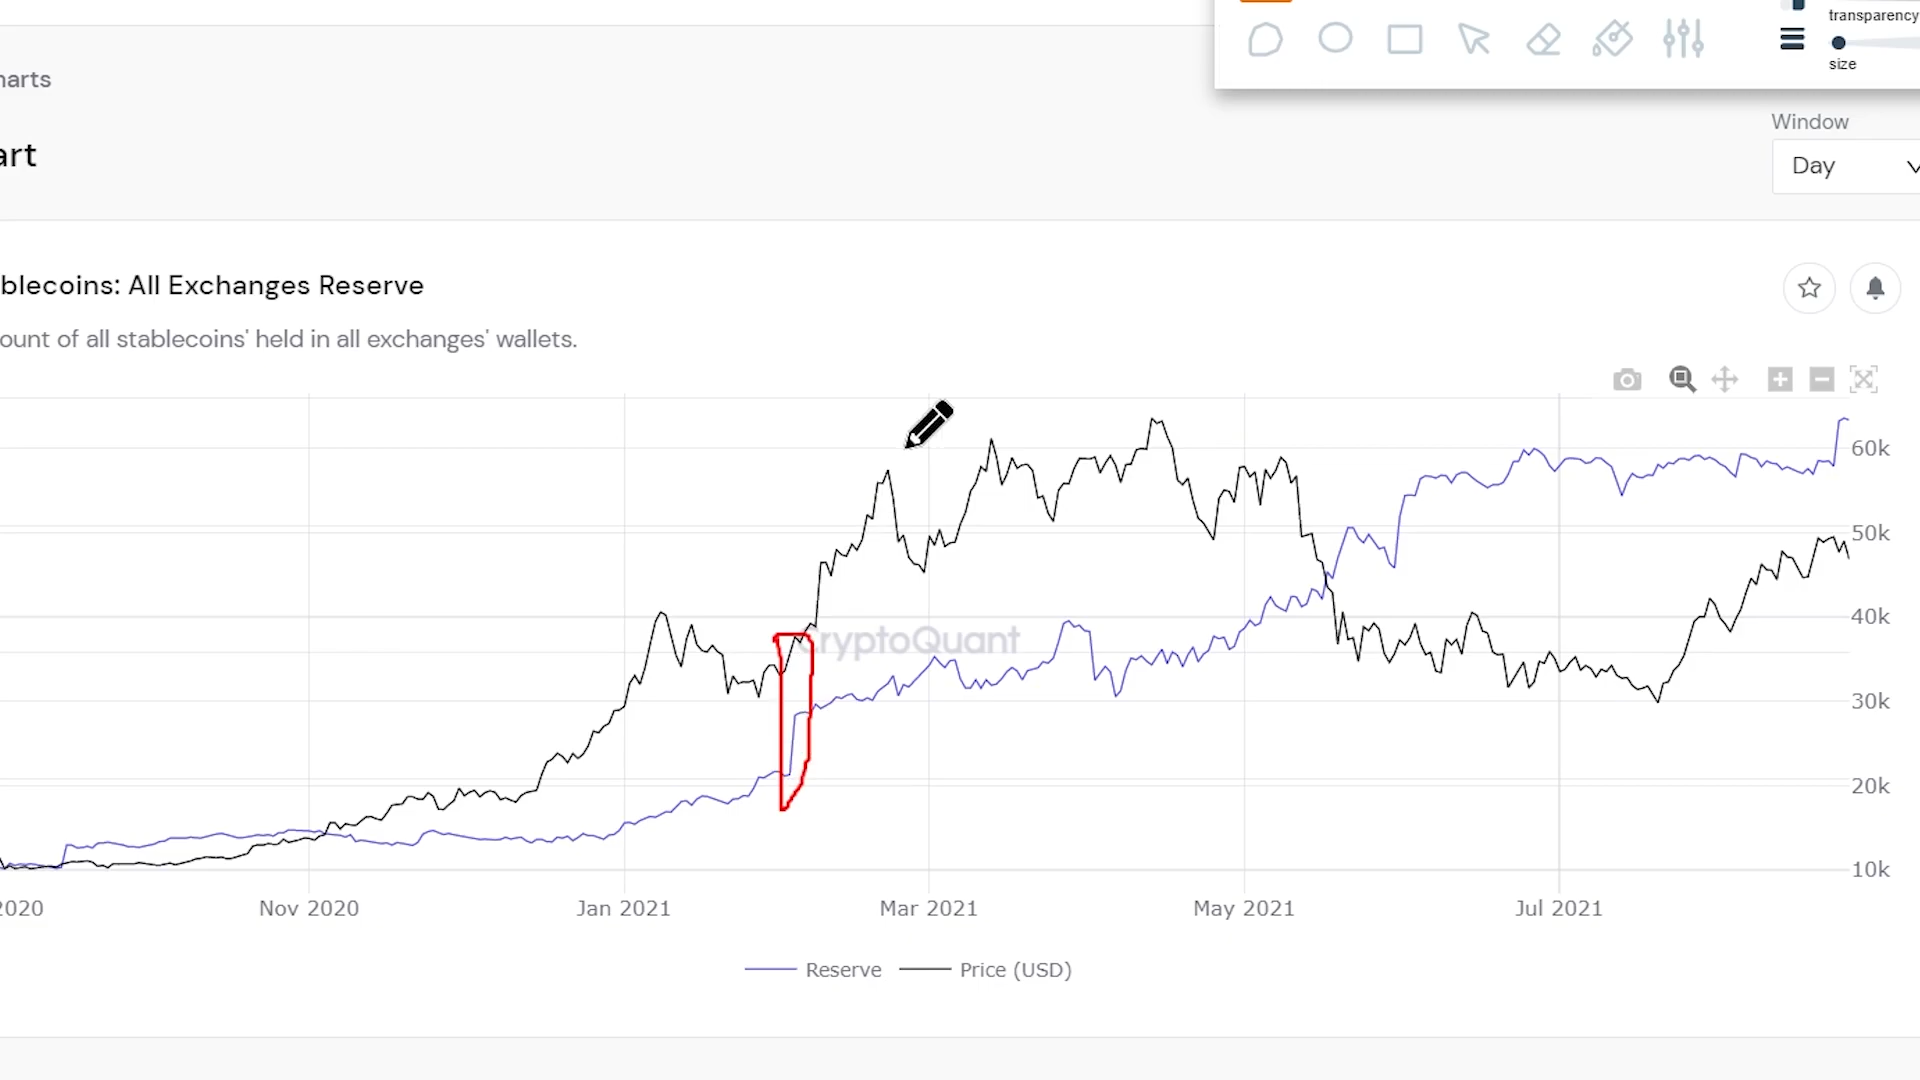 transparency
size
harts
Window
art
Day
blecoins: All Exchanges Reserve
ount of all stablecoins' held in all exchanges' wallets.
60k
50k
40k
CryptoQuant
30k
20k
10k
2020
Nov 2020
Jan 2021
Mar 2021
May 2021
Jul 2021
Reserve
Price (USD)